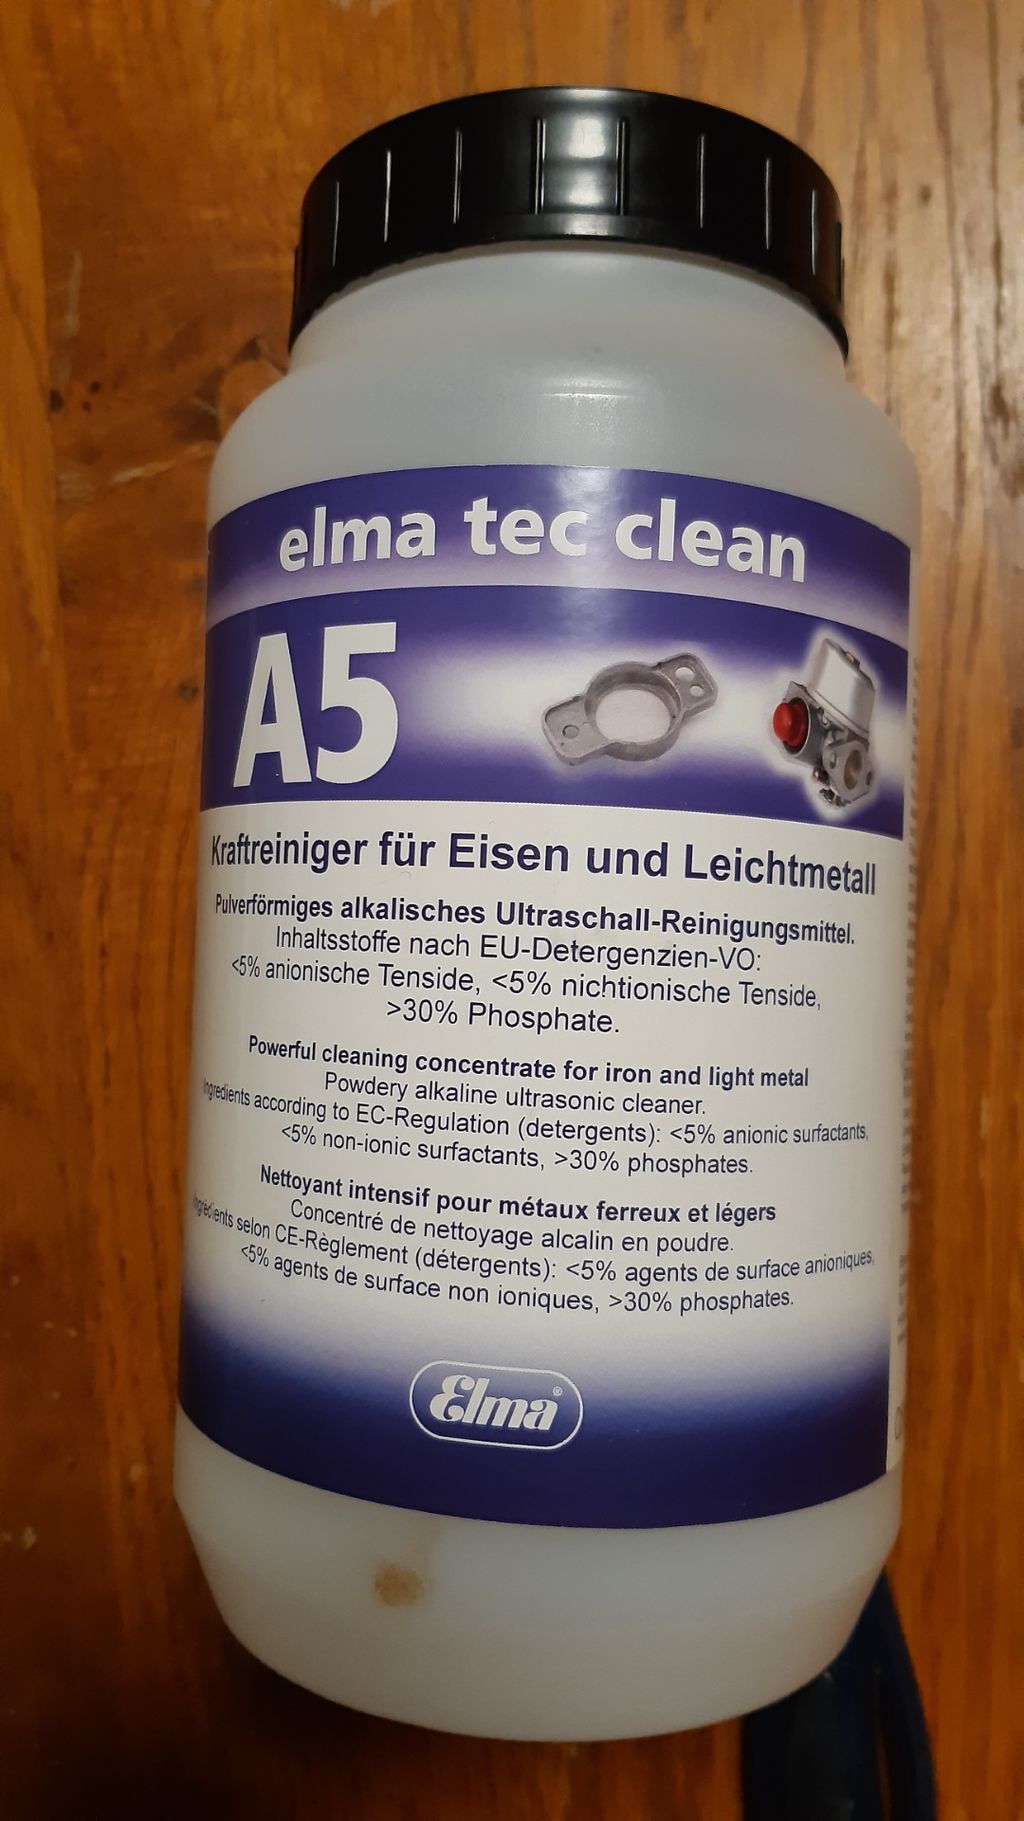 elma tec clean
A5
Kraftreiniger für Eisen und Leichtmetall
Pulverförmiges alkalisches Ultraschall-Reinigungsmittel.
Inhaltsstoffe nach EU-Detergenzien-VO:
<5% anionische Tenside, <5% nichtionische Tenside,
>30% Phosphate.
Powerful cleaning concentrate for iron and light metal
Powdery alkaline ultrasonic cleaner.
Ingredients according to EC-Regulation (detergents): <5% anionic surfactants,
<5% non-ionic surfactants, >30% phosphates.
Nettoyant intensif pour métaux ferreux et légers
Concentré de nettoyage alcalin en poudre.
Ingrédients selon CE-Règlement (détergents): <5% agents de surface anioniques,
<5% agents de surface non ioniques, >30% phosphates.
Elma®